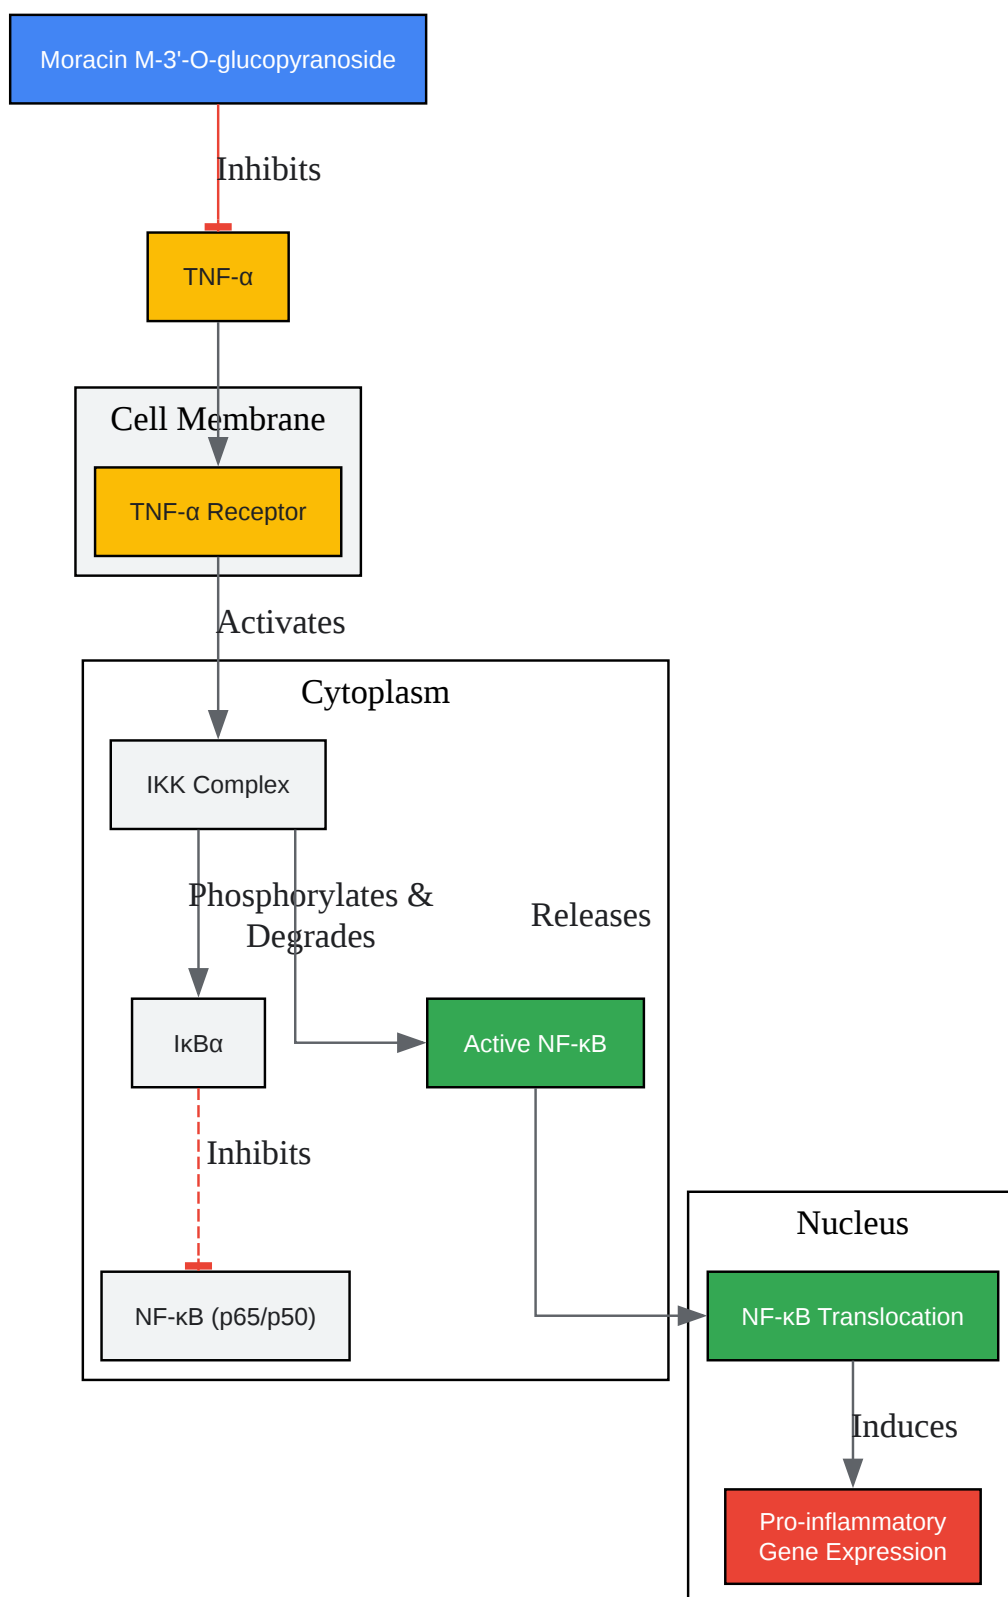 Moracin M-3'-O-glucopyranoside
Inhibits
TNF-α
Cell Membrane
TNF-α Receptor
Activates
Cytoplasm
IKK Complex
Phosphorylates &
Degrades
Releases
IκBα
Active NF-κB
Inhibits
NF-κB (p65/p50)
Nucleus
NF-κB Translocation
Induces
Pro-inflammatory
Gene Expression